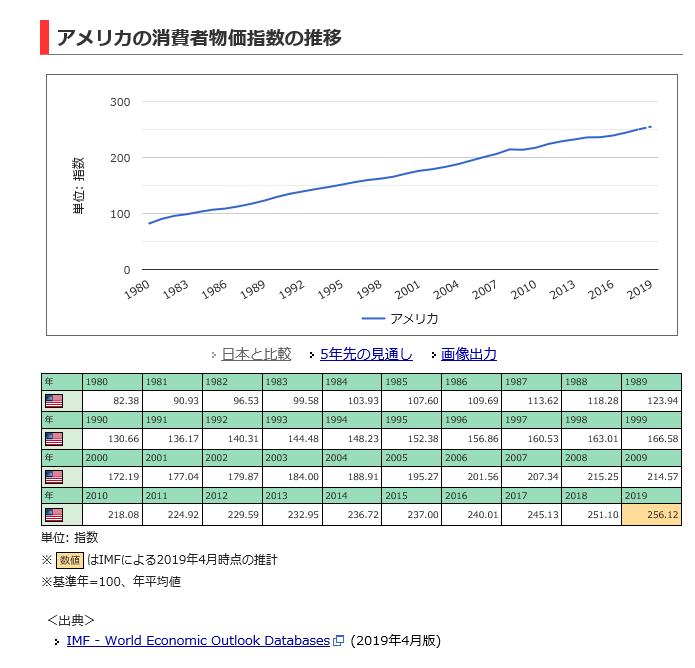 アメリカの消費者物価指数の推移
300
200
100
0
単位: 指数
1980 1983 1986 1989 1992 1995 1998 2001 2004 2007 2010 2013 2016 2019
アメリカ
日本と比較 5年先の見通し 画像出力
年 1980 1981 1982 1983 1984 1985 1986 1987 1988 1989
82.38 90.93 96.53 99.58 103.93 107.60 109.69 113.62 118.28 123.94
年 1990 1991 1992 1993 1994 1995 1996 1997 1998 1999
130.66 136.17 140.31 144.48 148.23 152.38 156.86 160.53 163.01 166.58
年 2000 2001 2002 2003 2004 2005 2006 2007 2008 2009
172.19 177.04 179.87 184.00 188.91 195.27 201.56 207.34 215.25 214.57
年 2010 2011 2012 2013 2014 2015 2016 2017 2018 2019
218.08 224.92 229.59 232.95 236.72 237.00 240.01 245.13 251.10 256.12
単位: 指数
※ 数値 はIMFによる2019年4月時点の推計
※基準年=100、年平均値
＜出典＞
IMF - World Economic Outlook Databases (2019年4月版)